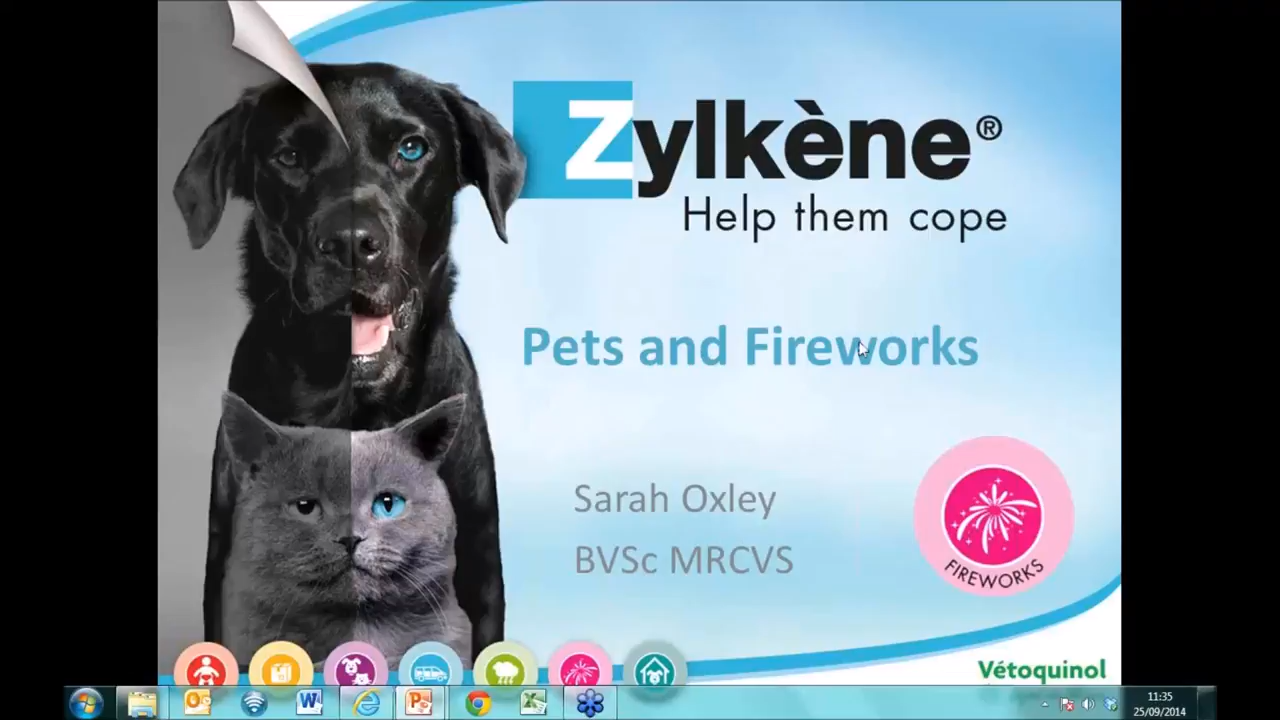 Zylkène®
Help them cope
Pets and Fireworks
Sarah Oxley
BVSc MRCVS
FIREWORKS
Vétoquinol
11:35
25/09/2014